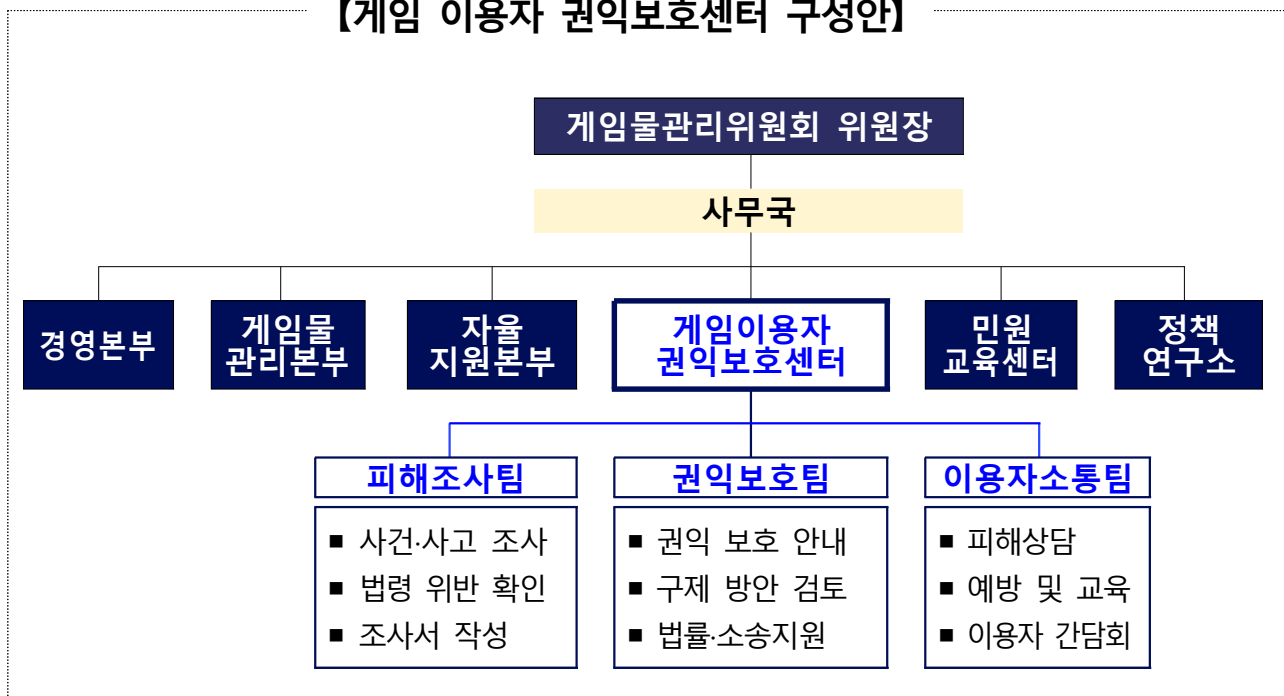 【게임 이용자 권익보호센터 구성안】
게임물관리위원회 위원장
사무국
경영본부
게임물
관리본부
자율
지원본부
게임이용자
권익보호센터
민원
교육센터
정책
연구소
피해조사팀
■ 사건·사고 조사
■ 법령 위반 확인
■ 조사서 작성
권익보호팀
■ 권익 보호 안내
■ 구제 방안 검토
■ 법률·소송지원
이용자소통팀
■ 피해상담
■ 예방 및 교육
■ 이용자 간담회